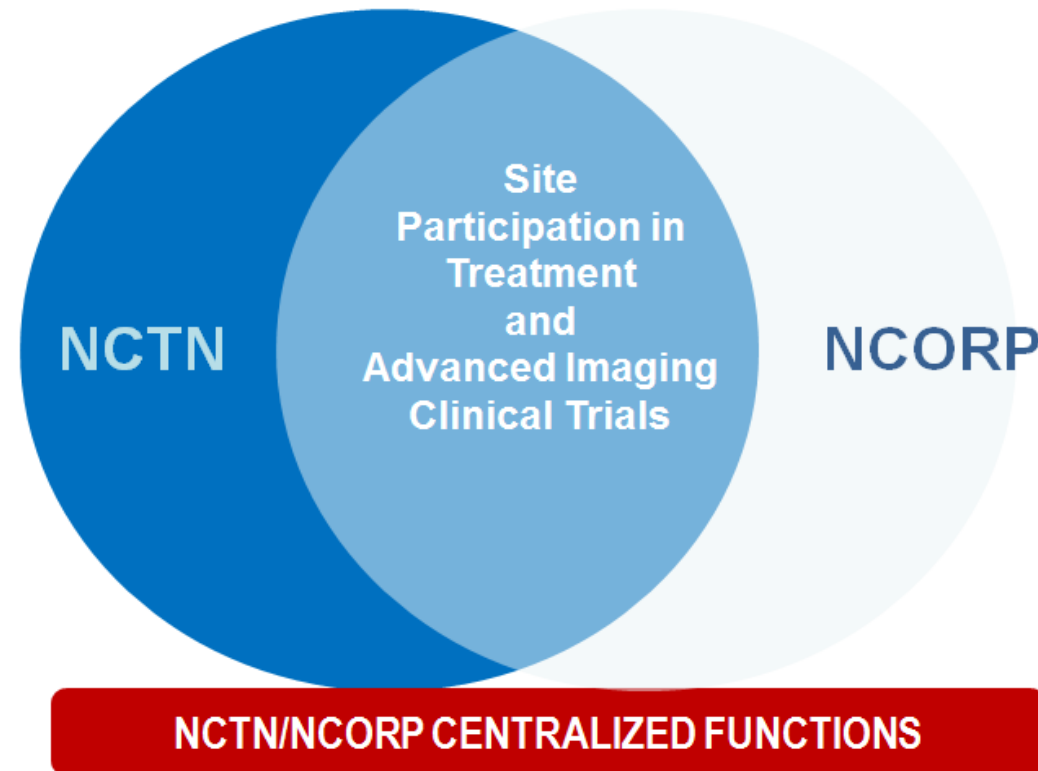 Site
Participation in
Treatment
and
Advanced Imaging
Clinical Trials
NCTN
NCORP
NCTN/NCORP CENTRALIZED FUNCTIONS